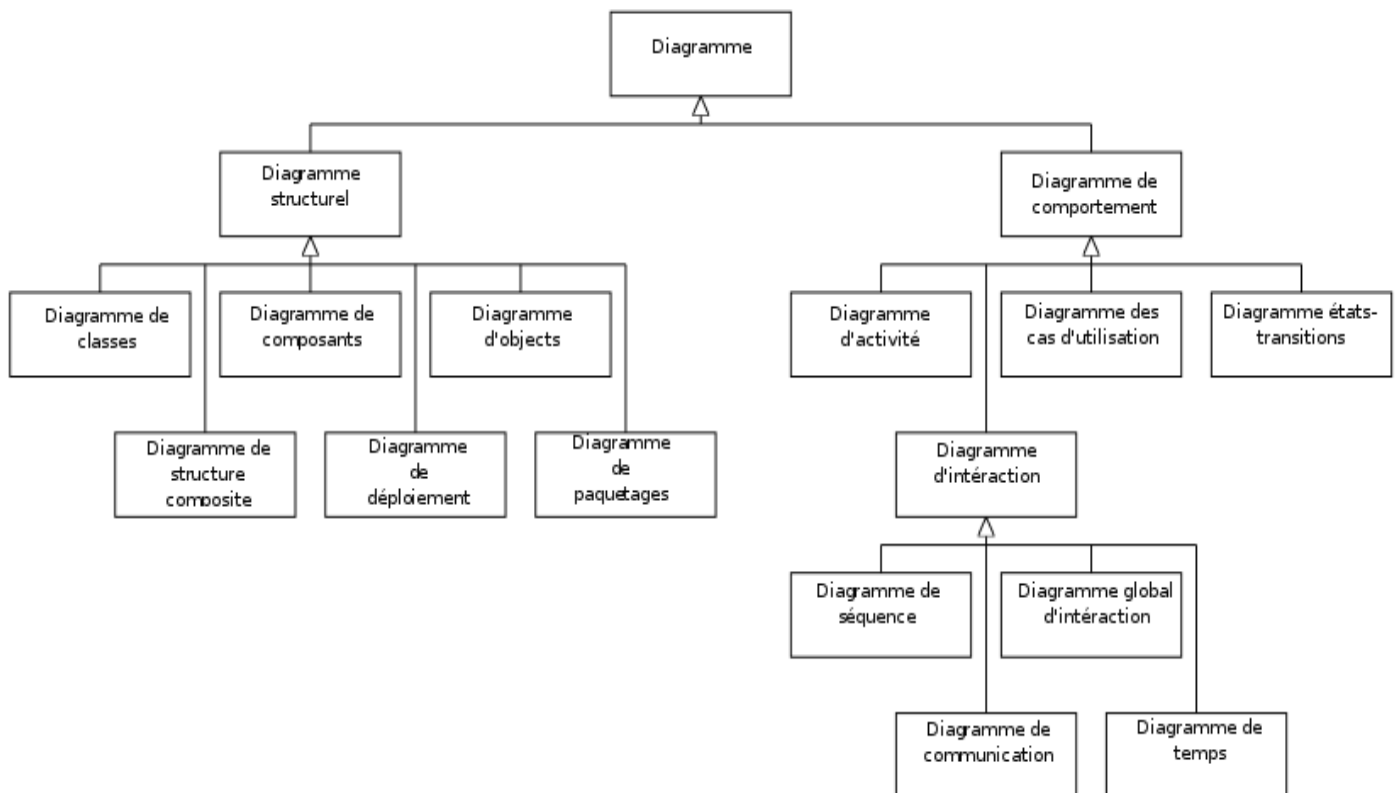 Diagramme
Diagramme
structurel
Diagramme de
comportement
Diagramme de
classes
Diagramme de
composants
Diagramme
d'objects
Diagramme
d'activité
Diagramme des
cas d'utilisation
Diagramme états-
transitions
Diagramme de
structure
composite
Diagramme
de
déploiement
Diagramme
de
paquetages
Diagramme
d'intéraction
Diagramme de
séquence
Diagramme global
d'intéraction
Diagramme de
communication
Diagramme de
temps